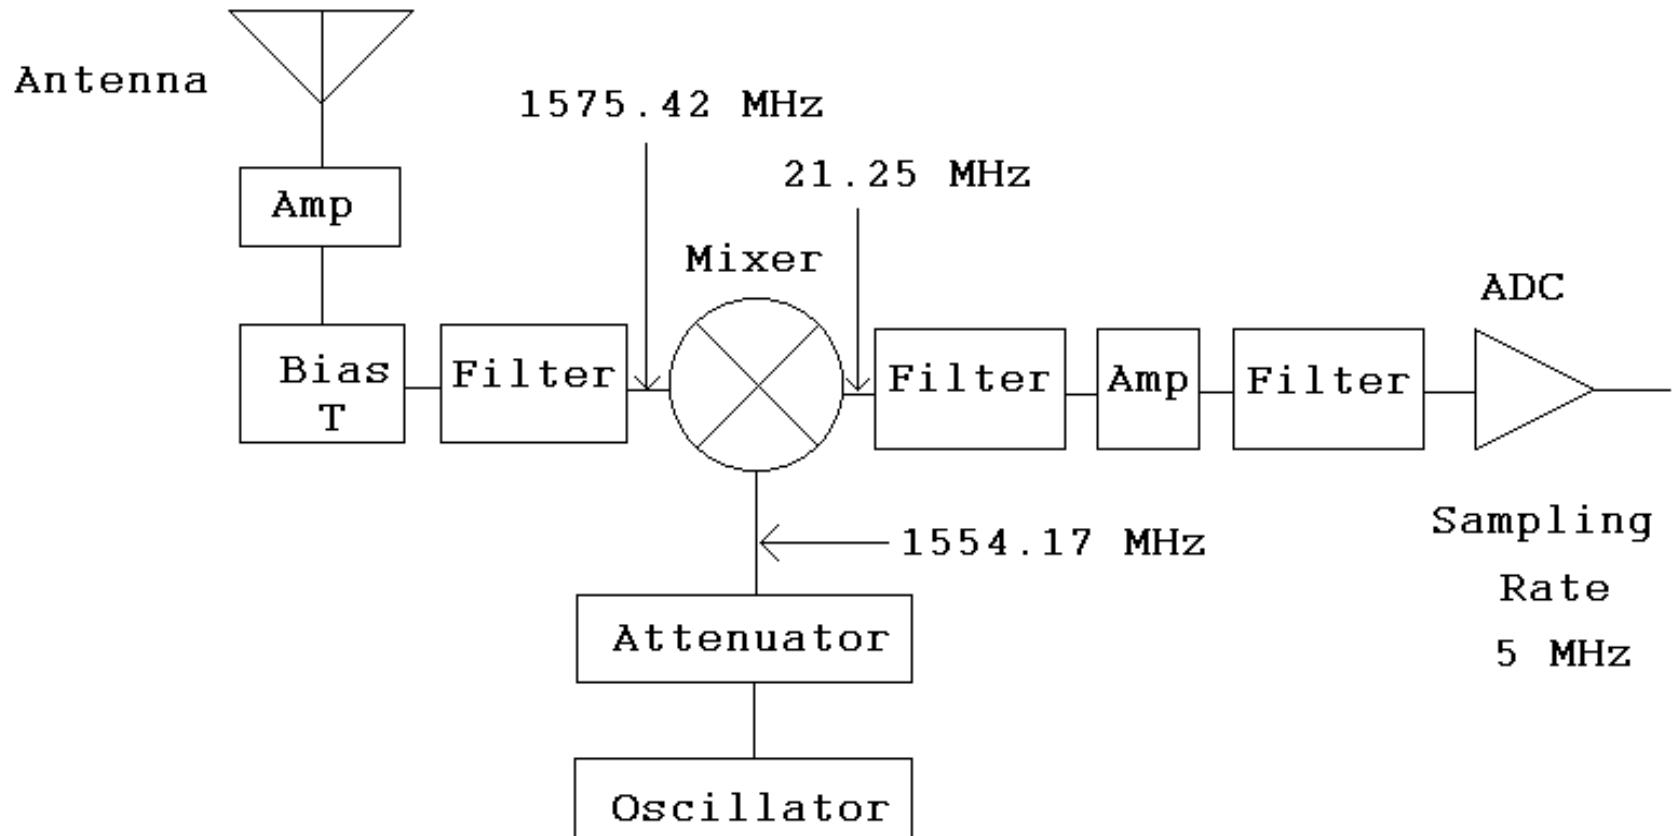 Antenna
1575.42 MHz
21.25 MHz
Amp
Mixer
ADC
Bias
T
Filter
Filter
Amp
Filter
1554.17 MHz
Sampling
Rate
5 MHz
Attenuator
Oscillator